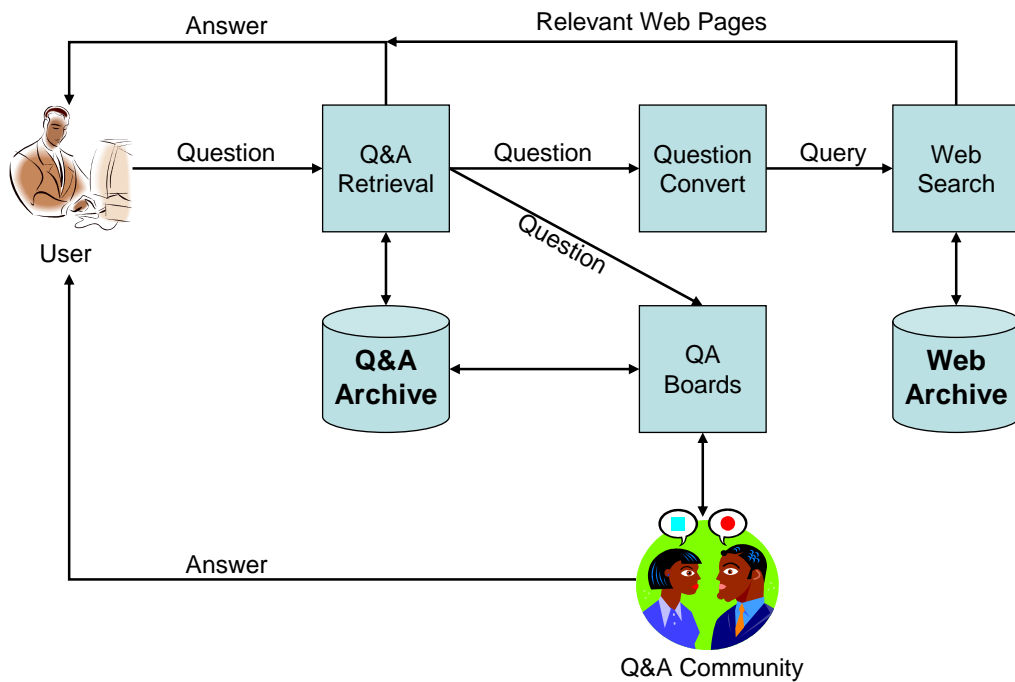 Answer
Relevant Web Pages
Question
Q&A
Retrieval
Question
Question
Convert
Query
Web
Search
User
Question
Q&A
Archive
QA
Boards
Web
Archive
Answer
Q&A Community